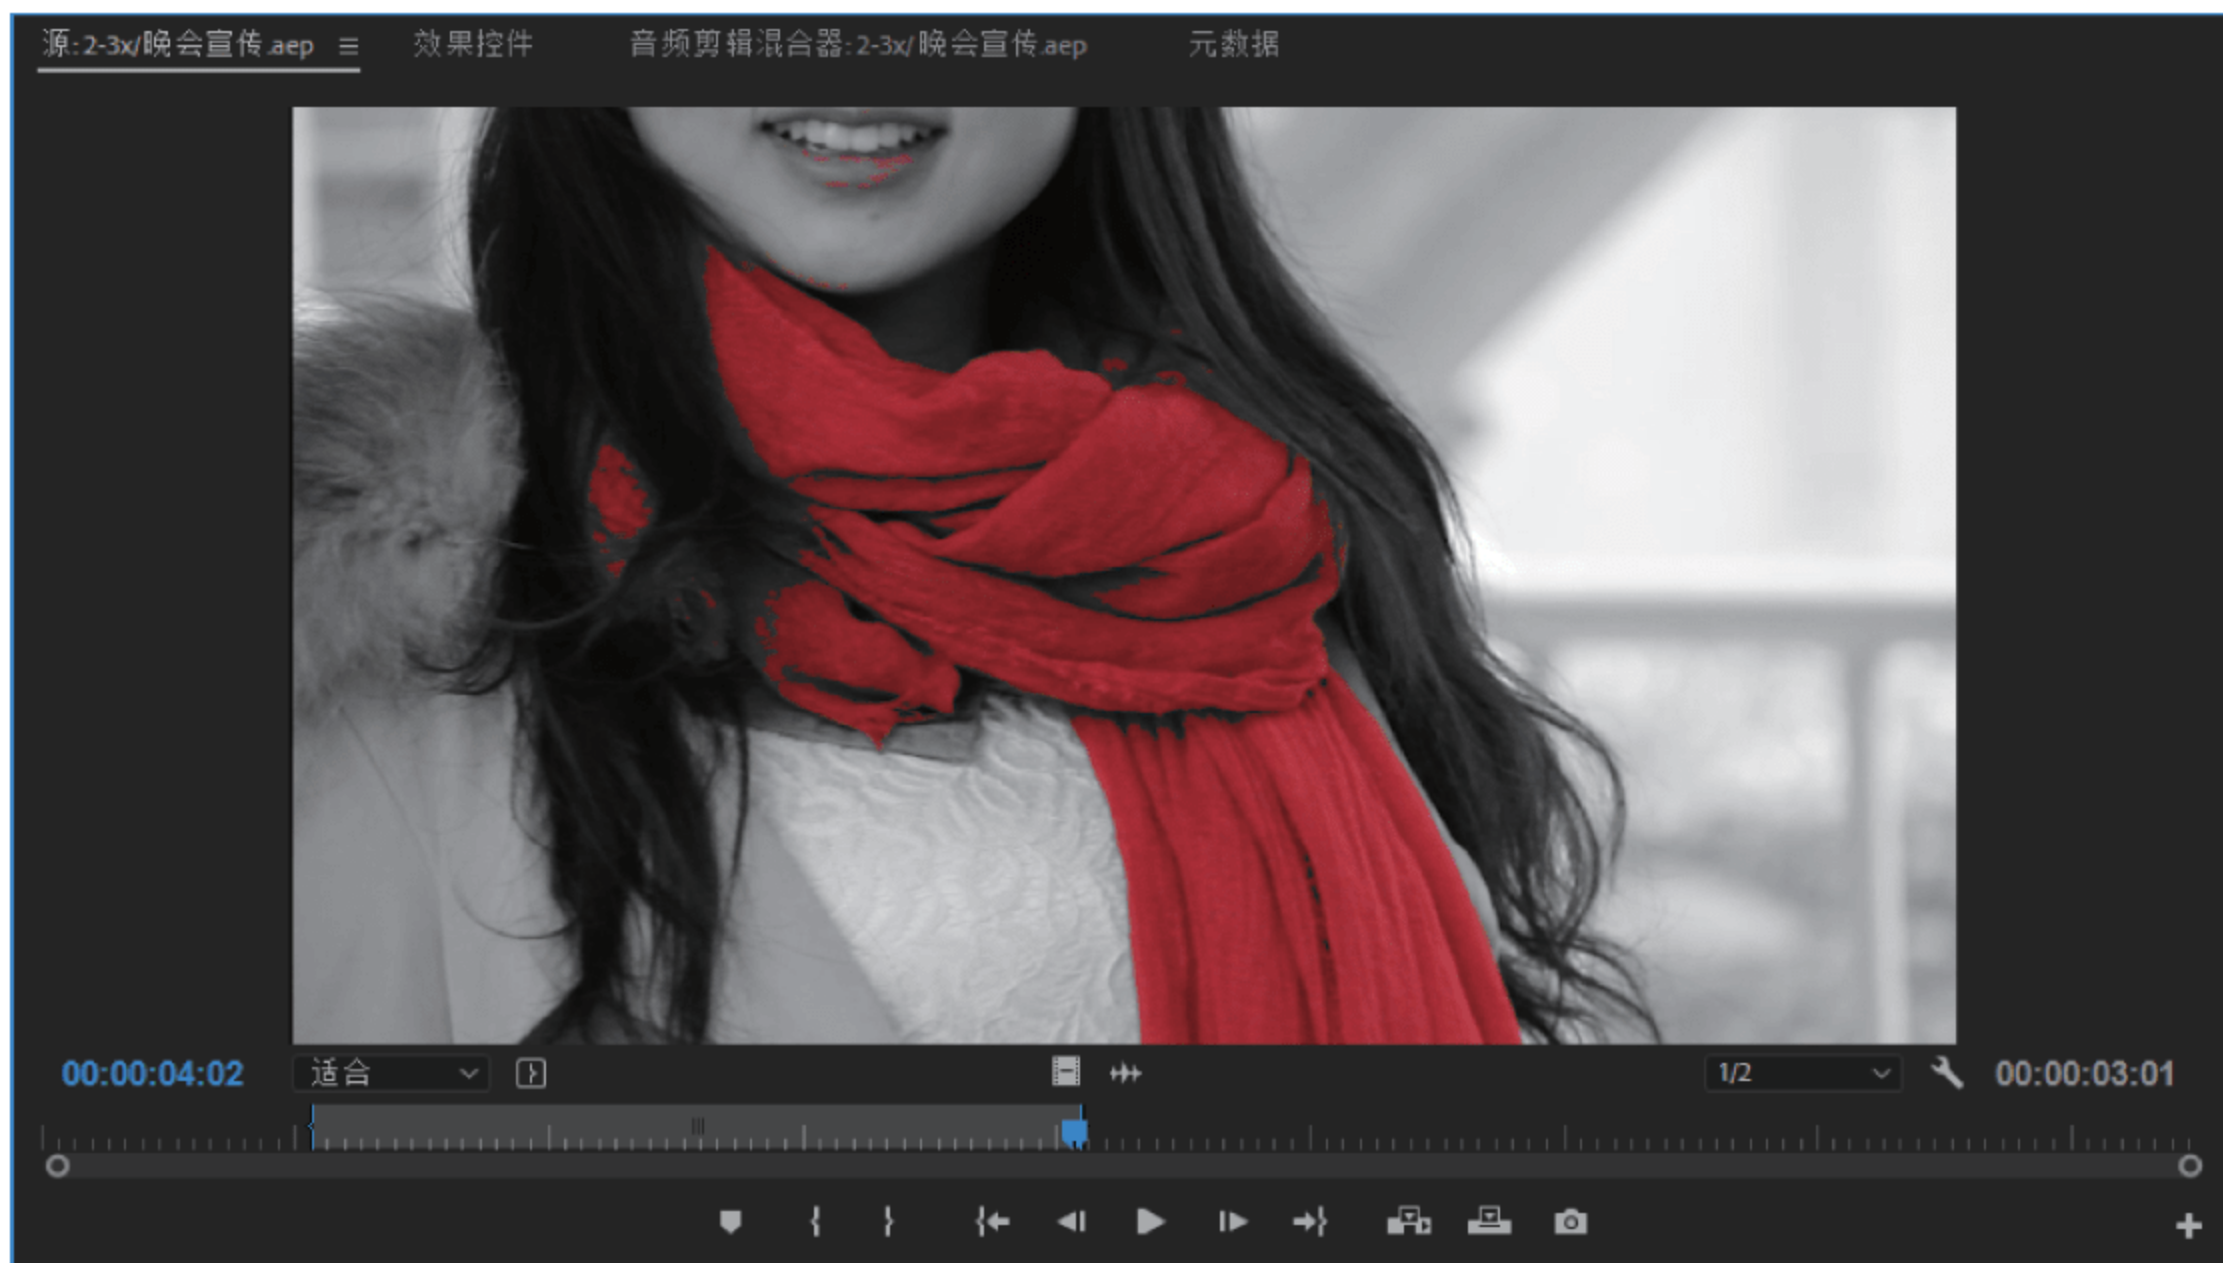 源:2-3x/晚会宣传.aep 效果控件 音频剪辑混合器:2-3x/晚会宣传.aep 元数据
00:00:04:02 适合 1/2 00:00:03:01